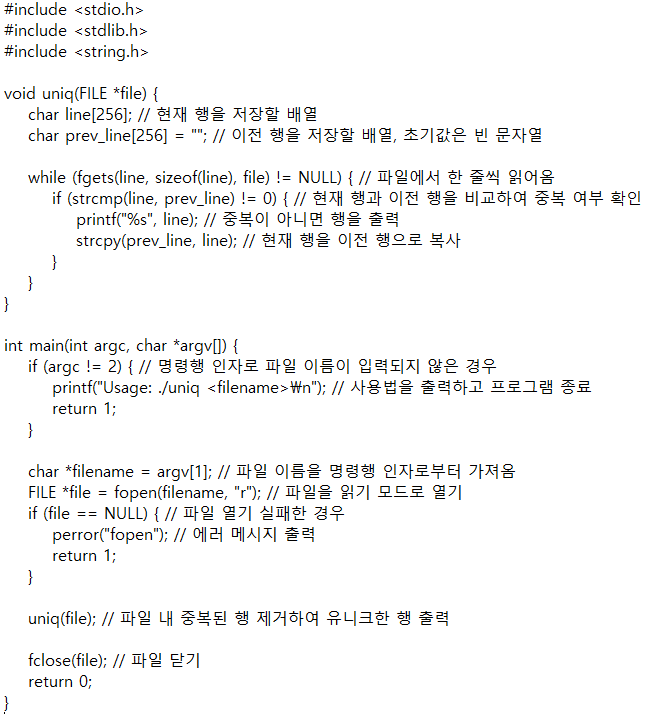 #include <stdio.h>
#include <stdlib.h>
#include <string.h>

void uniq(FILE *file) {
    char line[256]; // 현재 행을 저장할 배열
    char prev_line[256] = ""; // 이전 행을 저장할 배열, 초기값은 빈 문자열

    while (fgets(line, sizeof(line), file) != NULL) { // 파일에서 한 줄씩 읽어옴
        if (strcmp(line, prev_line) != 0) { // 현재 행과 이전 행을 비교하여 중복 여부 확인
            printf("%s", line); // 중복이 아니면 행을 출력
            strcpy(prev_line, line); // 현재 행을 이전 행으로 복사
        }
    }
}

int main(int argc, char *argv[]) {
    if (argc != 2) { // 명령행 인자로 파일 이름이 입력되지 않은 경우
        printf("Usage: ./uniq <filename>₩n"); // 사용법을 출력하고 프로그램 종료
        return 1;
    }

    char *filename = argv[1]; // 파일 이름을 명령행 인자로부터 가져옴
    FILE *file = fopen(filename, "r"); // 파일을 읽기 모드로 열기
    if (file == NULL) { // 파일 열기 실패한 경우
        perror("fopen"); // 에러 메시지 출력
        return 1;
    }

    uniq(file); // 파일 내 중복된 행 제거하여 유니크한 행 출력

    fclose(file); // 파일 닫기
    return 0;
}